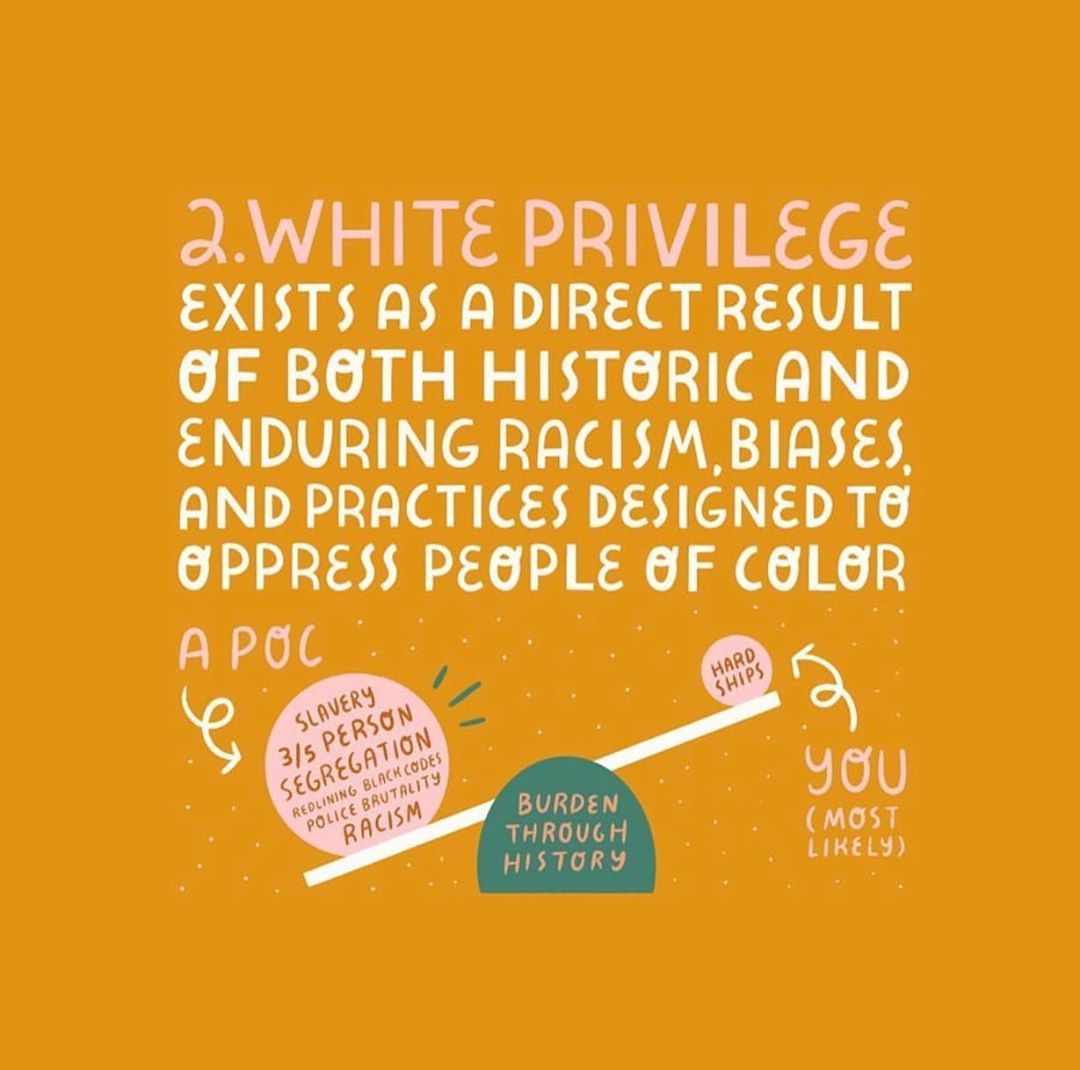 2. WHITE PRIVILEGE
EXISTS AS A DIRECT RESULT
OF BOTH HISTORIC AND
ENDURING RACISM, BIASES,
AND PRACTICES DESIGNED TO
OPPRESS PEOPLE OF COLOR
A POC
SLAVERY
3/5 PERSON
SEGREGATION
REDLINING BLACK CODES
POLICE BRUTALITY
RACISM
BURDEN
THROUGH
HISTORY
HARD
SHIPS
YOU
(MOST
LIKELY)